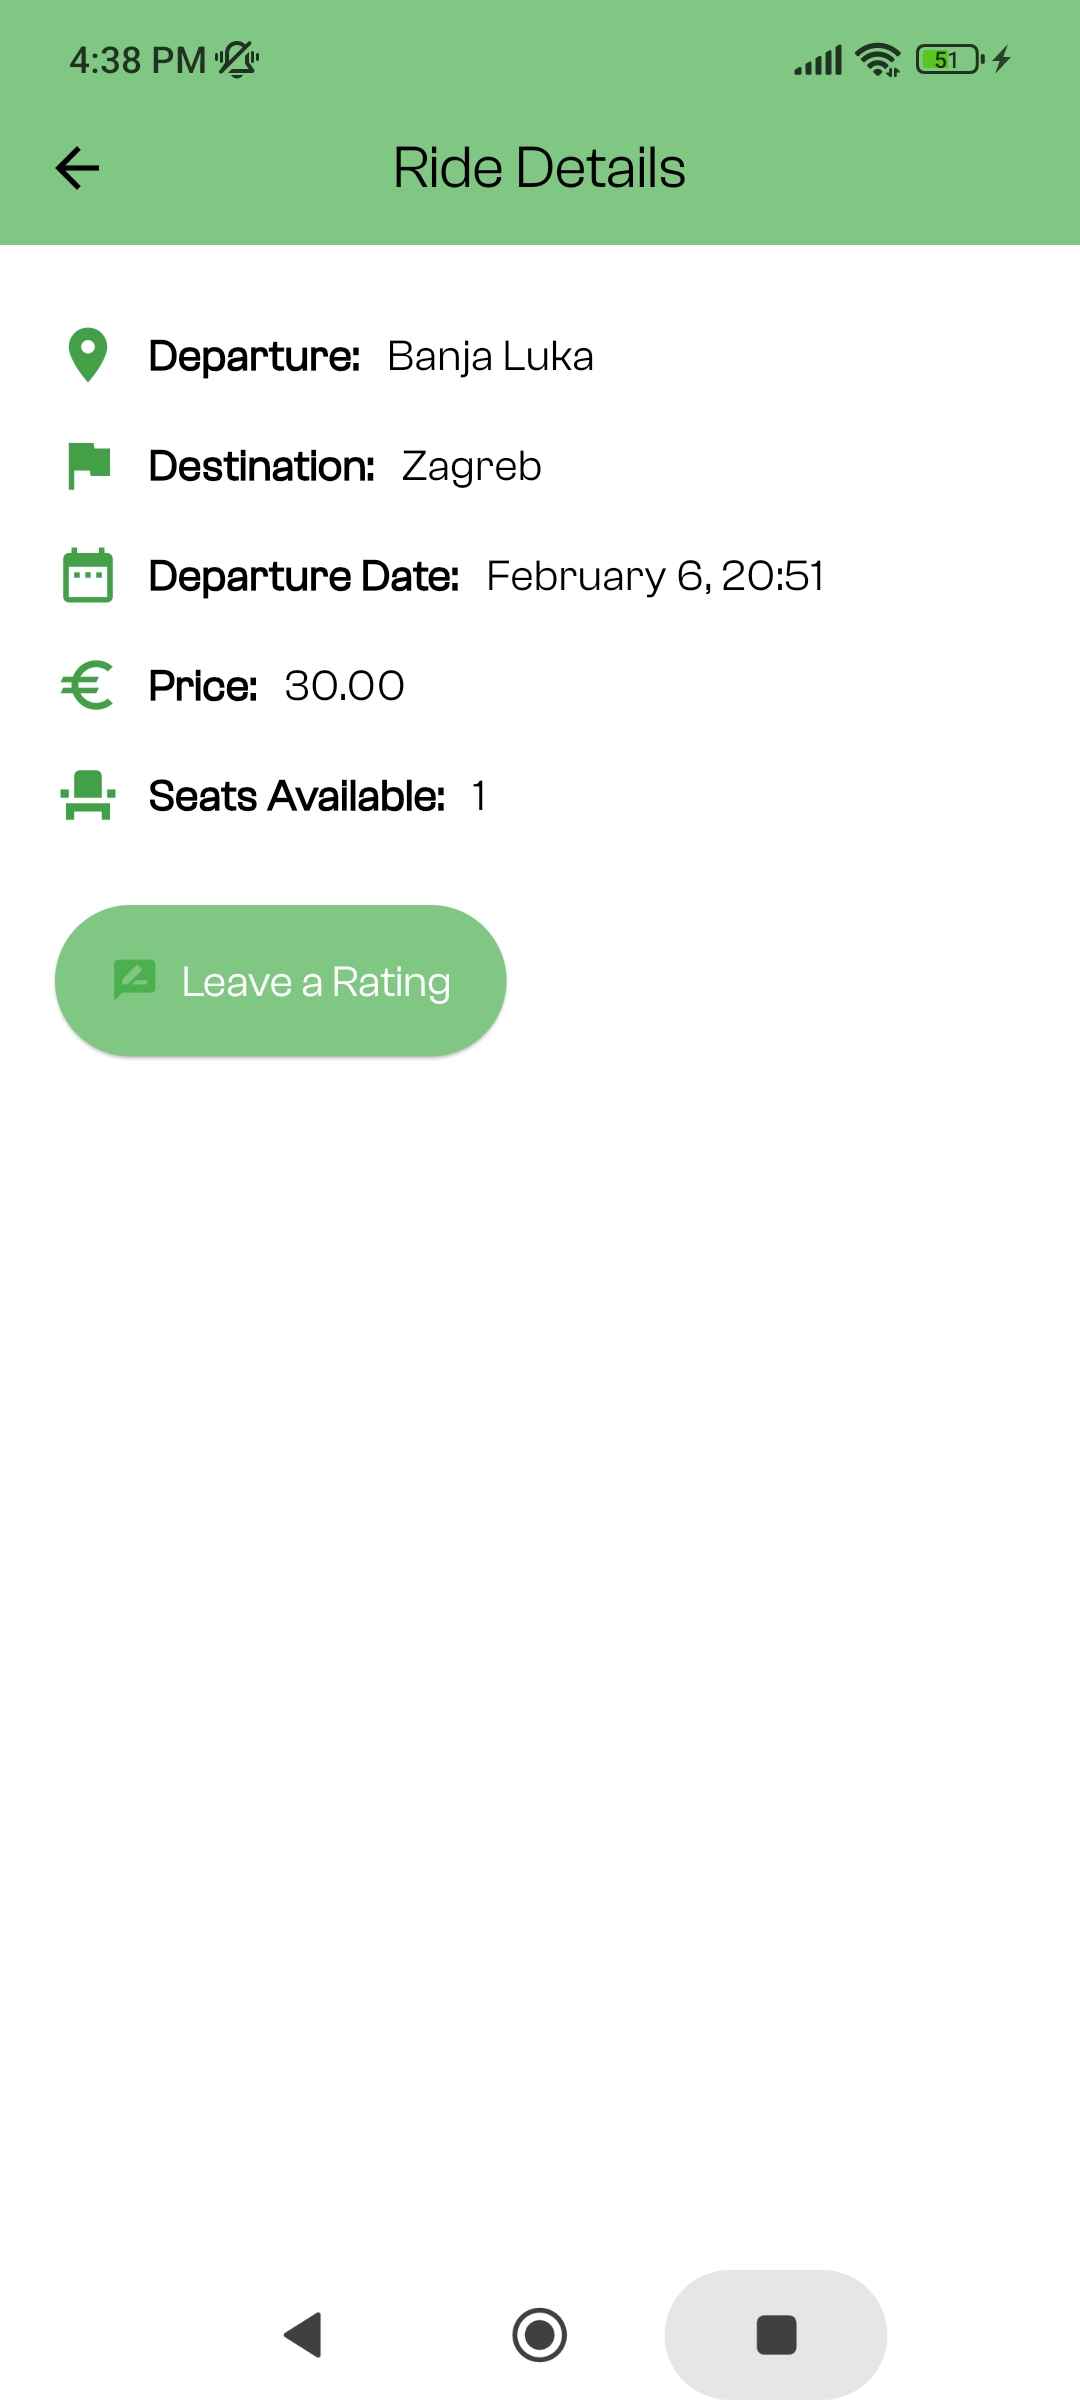 4:38 PM
51
Ride Details
Departure: Banja Luka
Destination: Zagreb
Departure Date: February 6, 20:51
Price: 30.00
Seats Available: 1
Leave a Rating